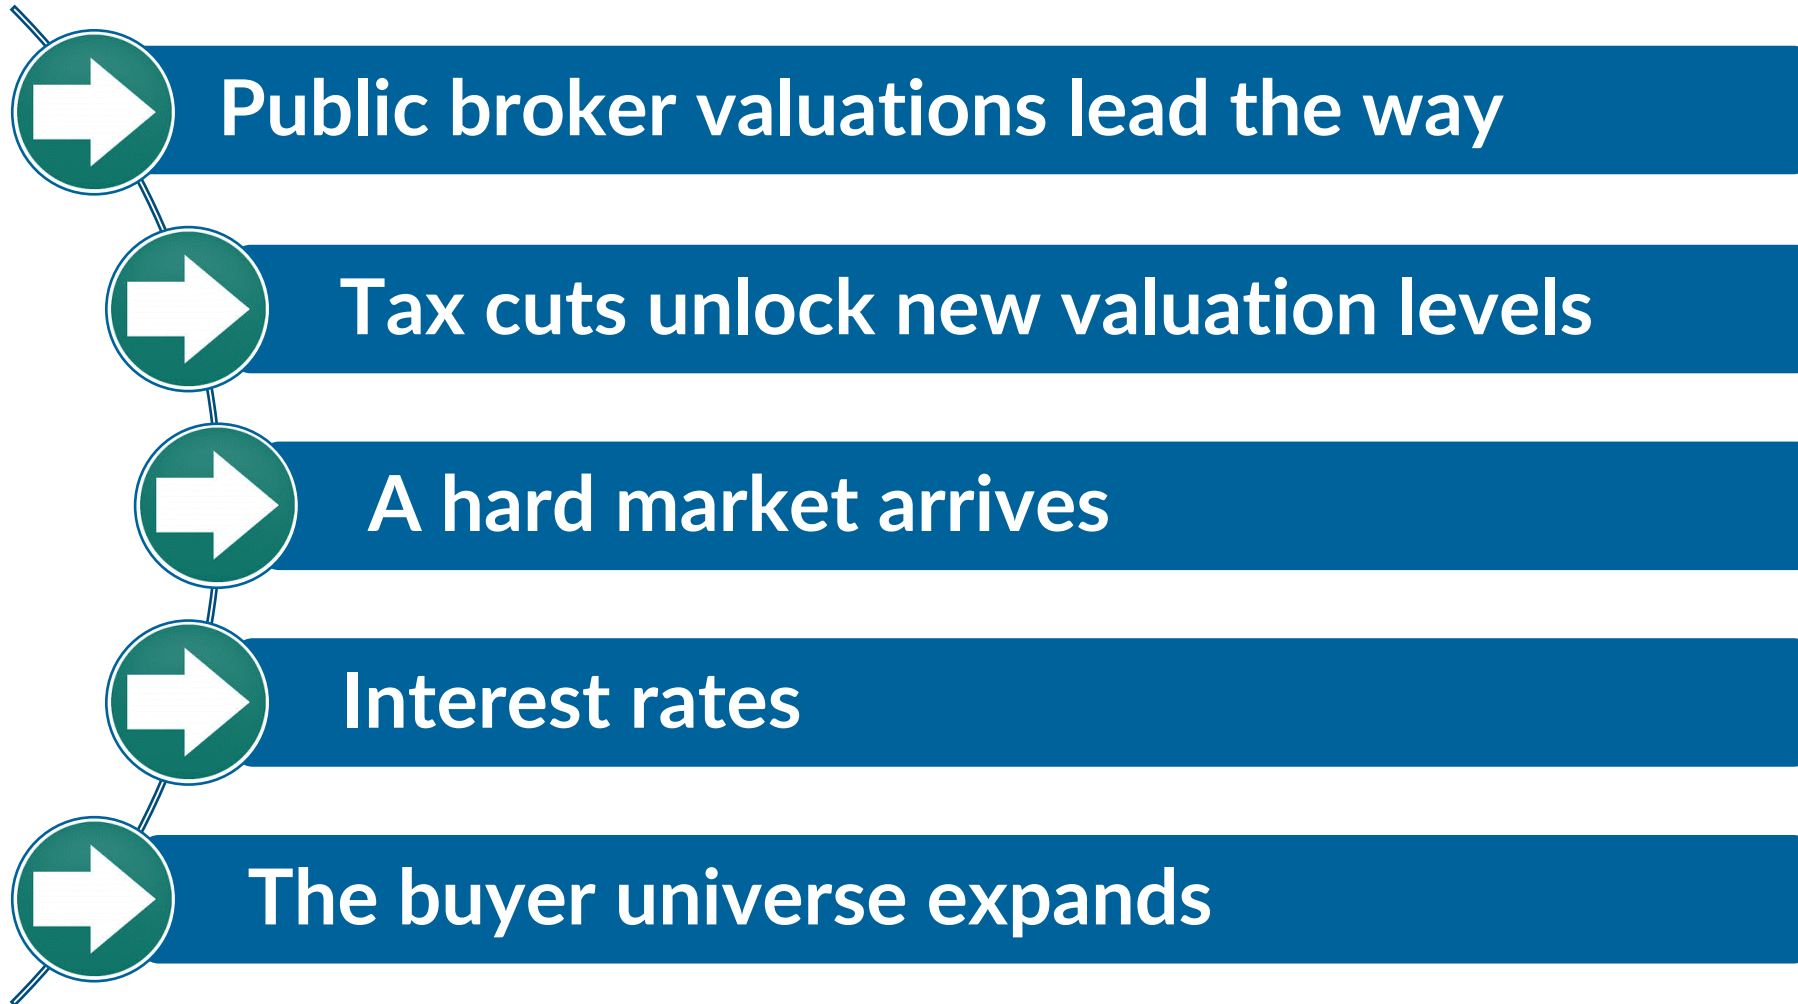 Public broker valuations lead the way
Tax cuts unlock new valuation levels
A hard market arrives
Interest rates
The buyer universe expands